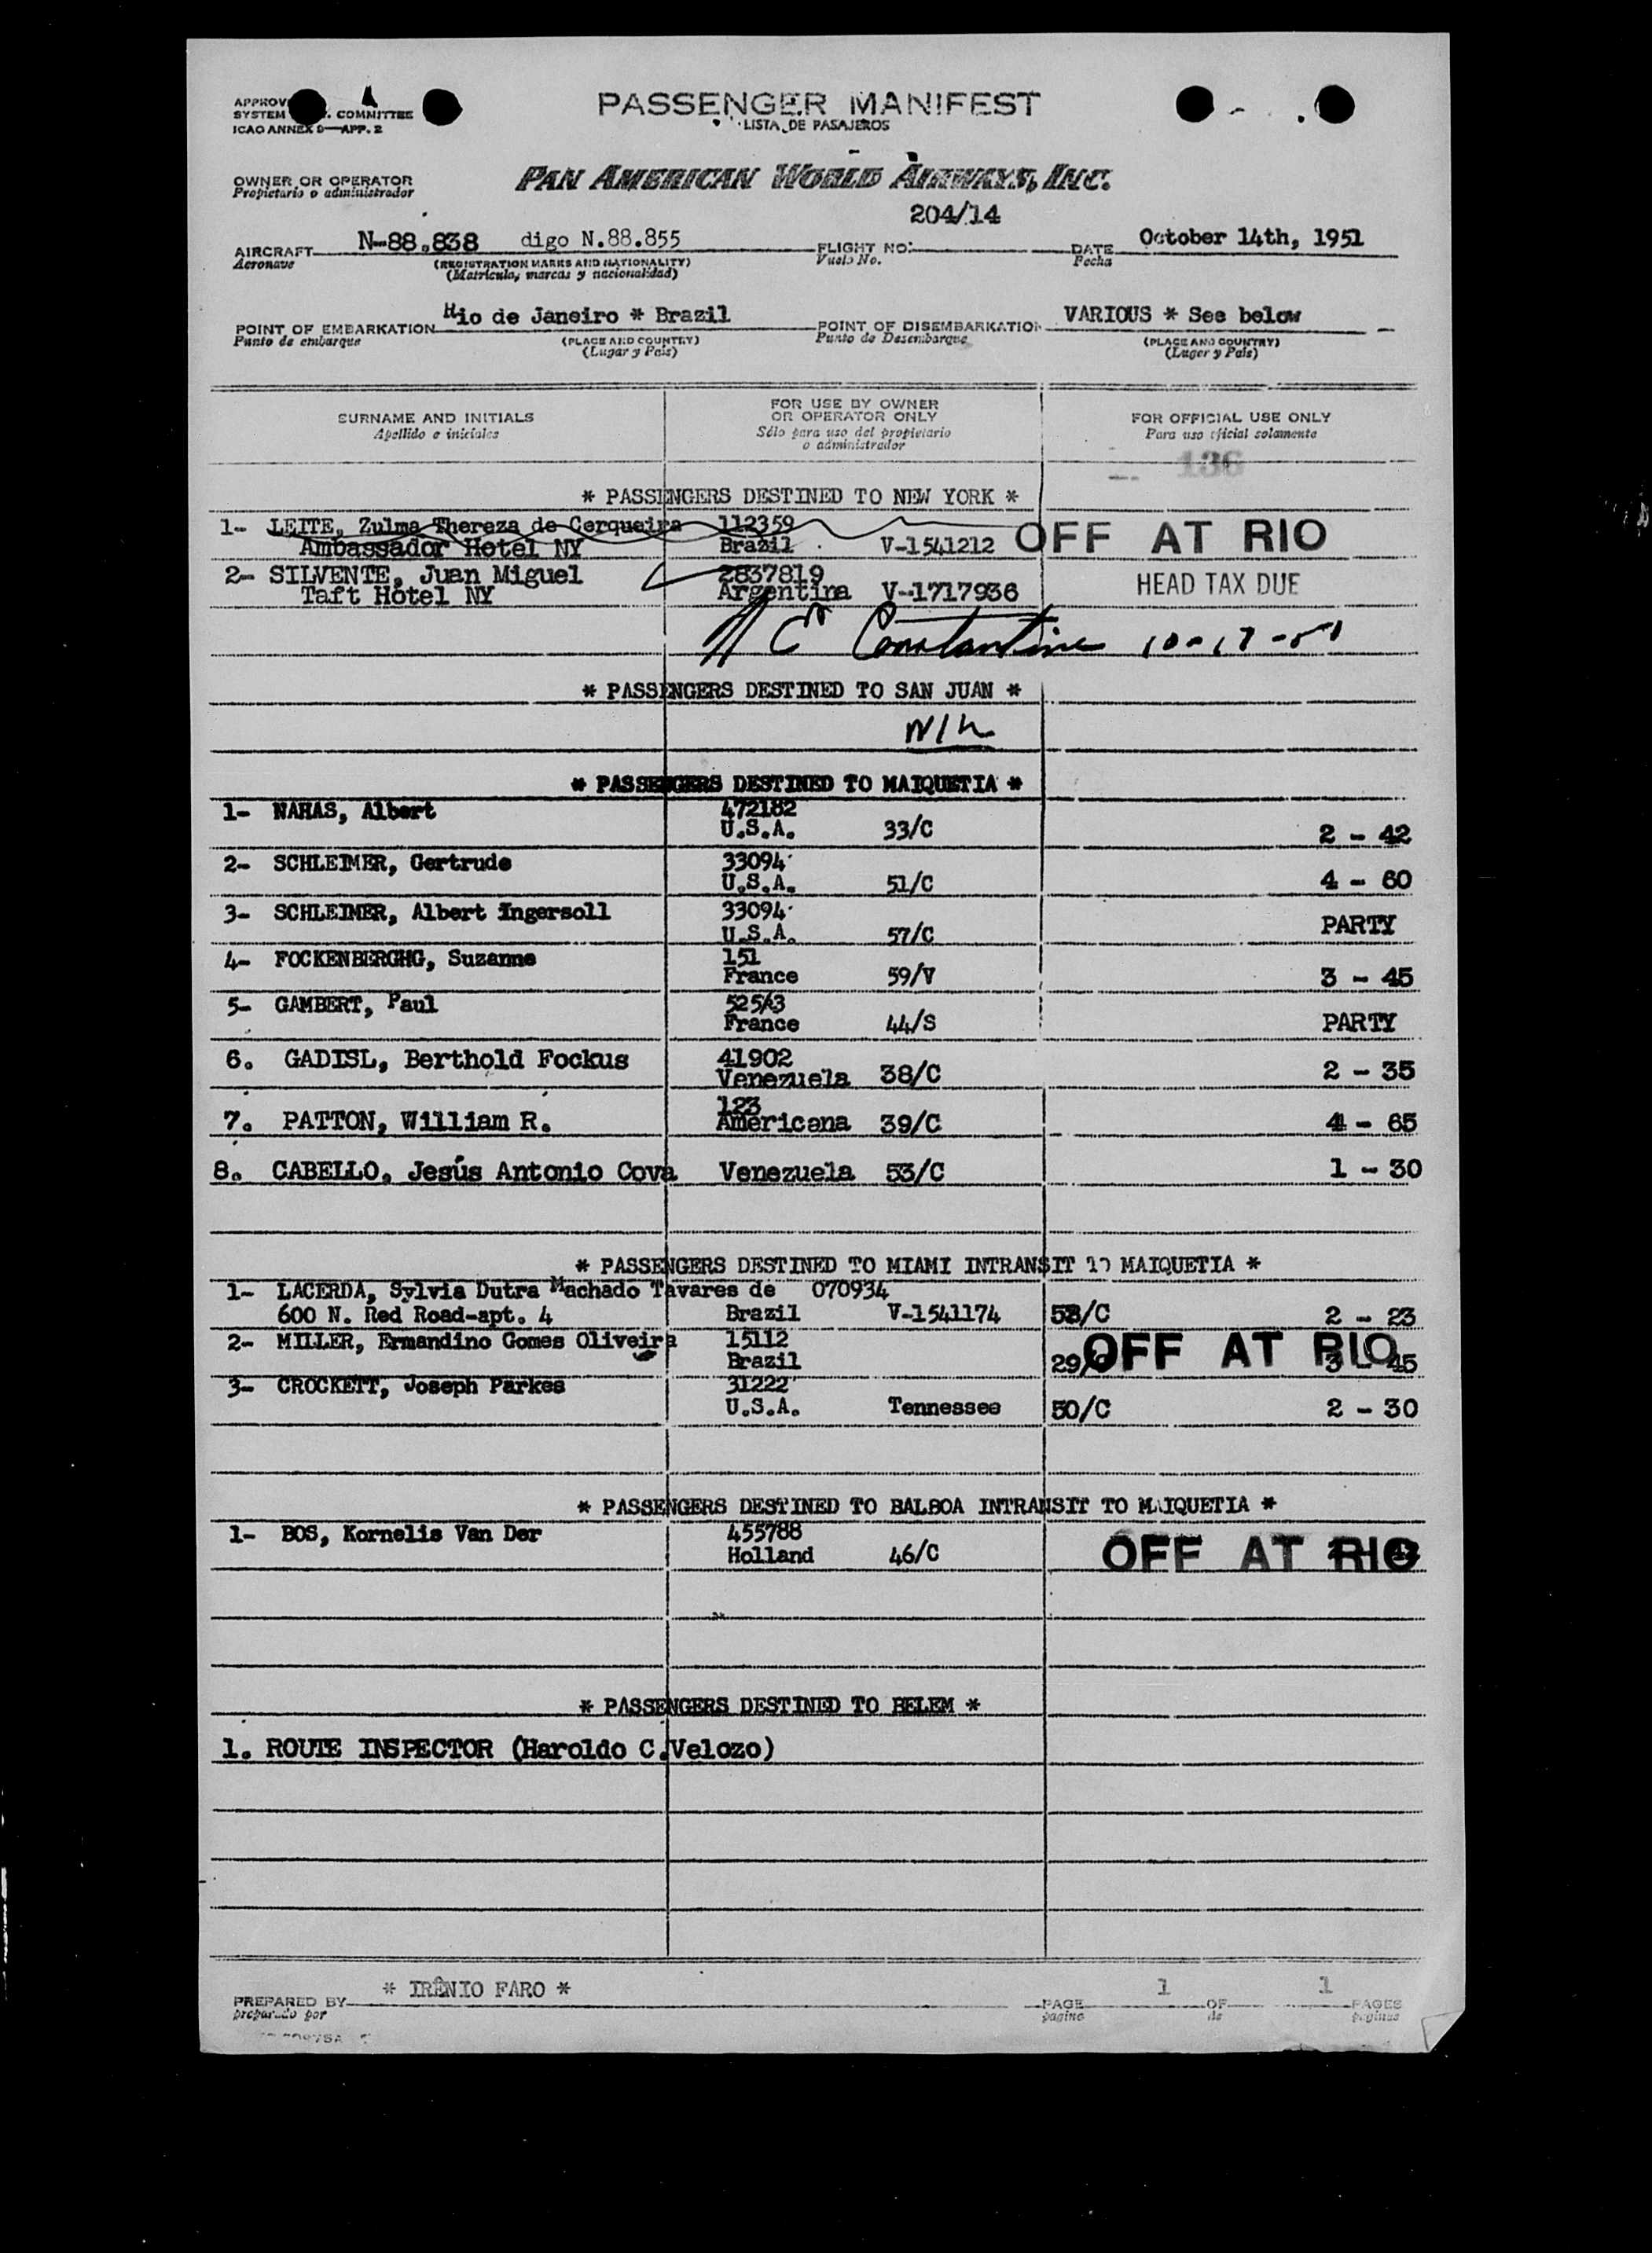 PASSENGER MANIFEST
LISTA DE PASAJEROS
SYSTEM COMMITTEE
ICAO ANNEX 9—APP. 2
OWNER OR OPERATOR
Propietario o administrador
PAN AMERICAN WORLD AIRWAYS, INC.
204/14
AIRCRAFT N-88.838 digo N.88.855 FLIGHT NO. DATE October 14th, 1951
Aeronave (REGISTRATION MARKS AND NATIONALITY) Vuelo No. Fecha
(Matricula, marcas y nacionalidad)
POINT OF EMBARKATION Rio de Janeiro * Brazil POINT OF DISEMBARKATION VARIOUS * See below
Punto de embarque (PLACE AND COUNTRY) Punto de Desembarque (PLACE AND COUNTRY)
(Lugar y Pais) (Lugar y Pais)
SURNAME AND INITIALS FOR USE BY OWNER OR OPERATOR ONLY FOR OFFICIAL USE ONLY
Apellido e iniciales Sólo para uso del propietario o administrador Para uso oficial solamente
136
* PASSENGERS DESTINED TO NEW YORK *
1- LEITE, Zulma Thereza de Cerqueira 112359
Ambassador Hotel NY Brazil V-1541212 OFF AT RIO
2- SILVENTE, Juan Miguel 2837819
Taft Hotel NY Argentina V-1717936 HEAD TAX DUE
Constantine 10-17-51
* PASSENGERS DESTINED TO SAN JUAN *
* PASSENGERS DESTINED TO MAIQUETIA *
1- NAHAS, Albert 472182
U.S.A. 33/C 2 - 42
2- SCHLEIMER, Gertrude 33094
U.S.A. 51/C 4 - 60
3- SCHLEIMER, Albert Ingersoll 33094
U.S.A. 57/C PARTY
4- FOCKENBERGHG, Suzanne 151
France 59/V 3 - 45
5- GAMBERT, Paul
France 44/S PARTY
6. GADISL, Berthold Fockus 41902
Venezuela 38/C 2 - 35
7. PATTON, William R. 123
Americana 39/C 4 - 65
8. CABELLO, Jesús Antonio Cova Venezuela 53/C 1 - 30
* PASSENGERS DESTINED TO MIAMI INTRANSIT TO MAIQUETIA *
1- LACERDA, Sylvia Dutra Machado Tavares de 070934
600 N. Red Road-apt. 4 Brazil V-1541174 58/C 2 - 23
2- MILLER, Ermandino Gomes Oliveira 15112
Brazil 29/ OFF AT RIO
3- CROCKETT, Joseph Parkes 31222
U.S.A. Tennessee 50/C 2 - 30
* PASSENGERS DESTINED TO BALBOA INTRANSIT TO MAIQUETIA *
1- BOS, Kornelis Van Der 455788
Holland 46/C OFF AT RIO
* PASSENGERS DESTINED TO BELEM *
1. ROUTE INSPECTOR (Haroldo C.Velozo)
PREPARED BY * IRÊNIO FARO * PAGE 1 OF 1 PAGES
preparado por pagina de paginas